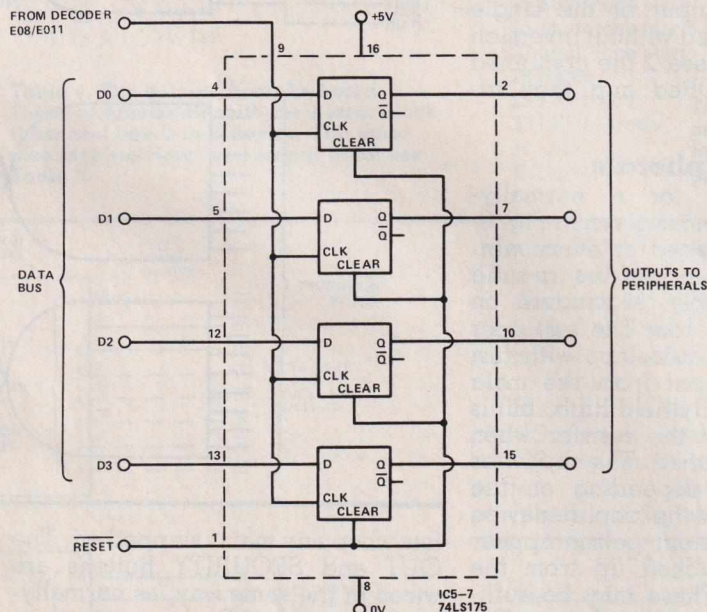 FROM DECODER
E08/E011
+5V
9
16
D0
4
Q
Q
2
CLK
CLEAR
D1
5
D
Q
Q
7
CLK
CLEAR
DATA
BUS
OUTPUTS TO
PERIPHERALS
D2
12
D
Q
Q
10
CLK
CLEAR
D3
13
D
Q
Q
15
CLK
CLEAR
RESET
1
8
0V
IC5–7
74LS175